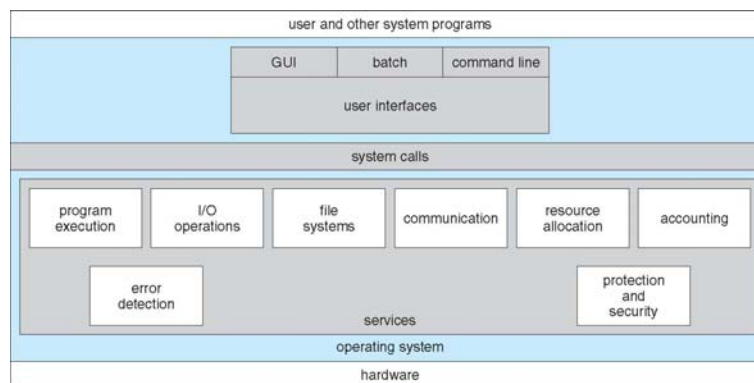 user and other system programs
GUI
batch
command line
user interfaces
system calls
program
execution
I/O
operations
file
systems
communication
resource
allocation
accounting
error
detection
protection
and
security
services
operating system
hardware